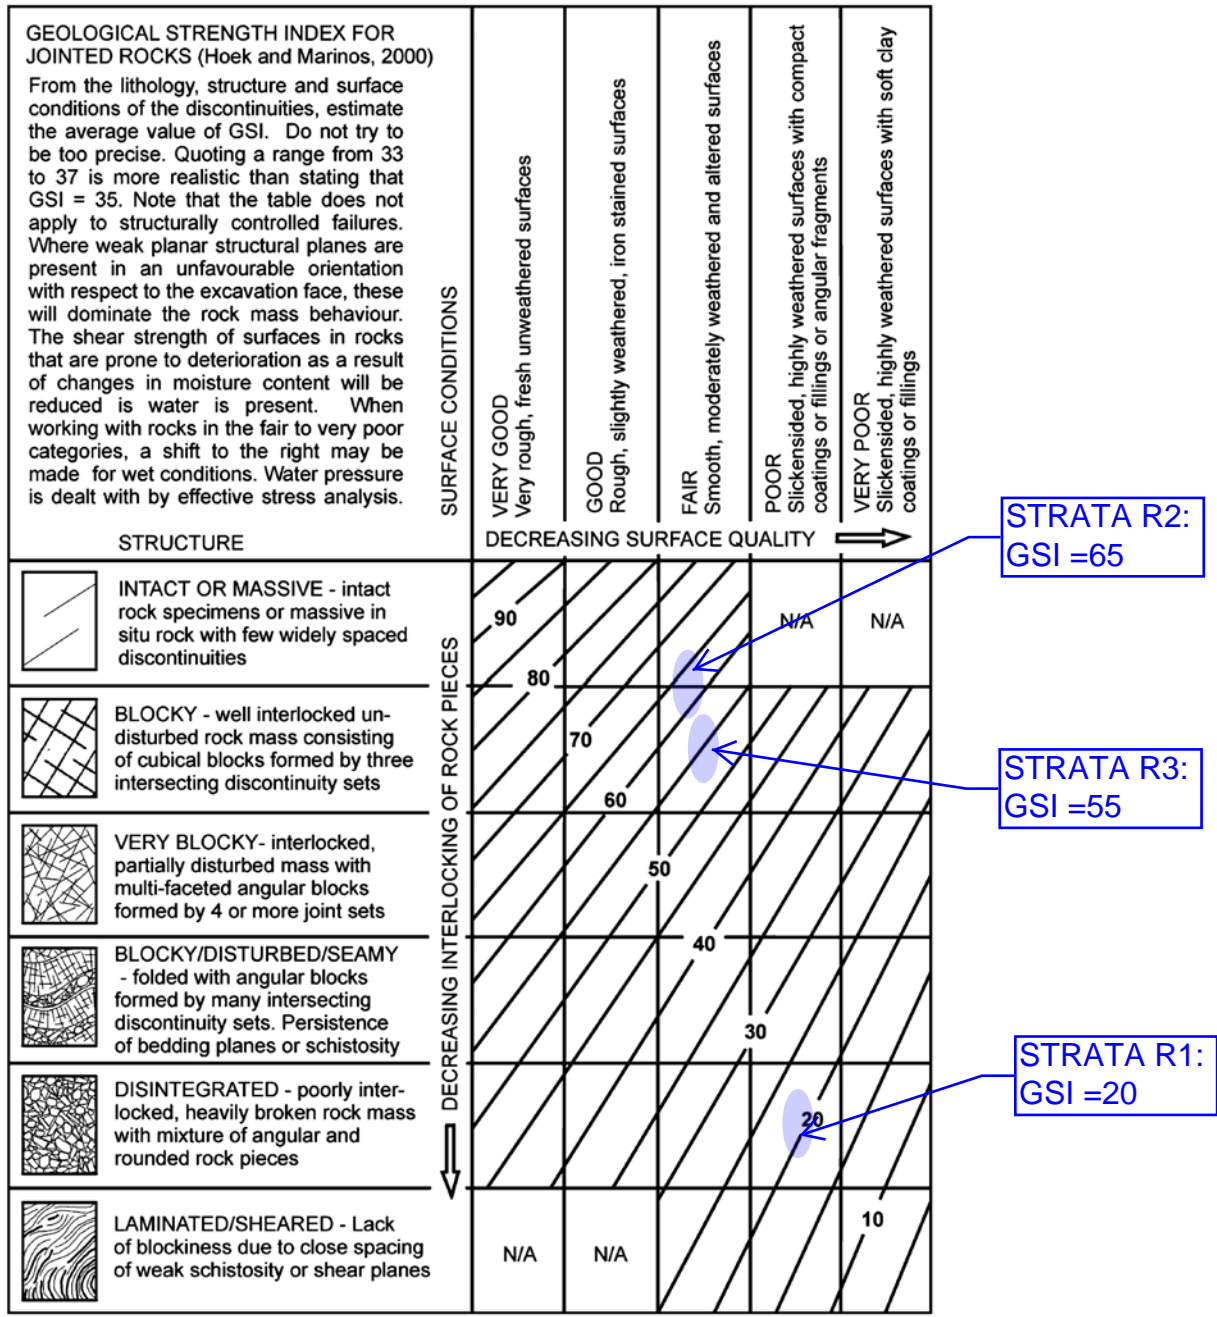 GEOLOGICAL STRENGTH INDEX FOR
JOINTED ROCKS (Hoek and Marinos, 2000)
From the lithology, structure and surface
conditions of the discontinuities, estimate
the average value of GSI. Do not try to
be too precise. Quoting a range from 33
to 37 is more realistic than stating that
GSI = 35. Note that the table does not
apply to structurally controlled failures.
Where weak planar structural planes are
present in an unfavourable orientation
with respect to the excavation face, these
will dominate the rock mass behaviour.
The shear strength of surfaces in rocks
that are prone to deterioration as a result
of changes in moisture content will be
reduced is water is present. When
working with rocks in the fair to very poor
categories, a shift to the right may be
made for wet conditions. Water pressure
is dealt with by effective stress analysis.
STRUCTURE
SURFACE CONDITIONS
VERY GOOD
Very rough, fresh unweathered surfaces
GOOD
Rough, slightly weathered, iron stained surfaces
FAIR
Smooth, moderately weathered and altered surfaces
POOR
Slickensided, highly weathered surfaces with compact
coatings or fillings or angular fragments
VERY POOR
Slickensided, highly weathered surfaces with soft clay
coatings or fillings
DECREASING SURFACE QUALITY
DECREASING INTERLOCKING OF ROCK PIECES
INTACT OR MASSIVE - intact
rock specimens or massive in
situ rock with few widely spaced
discontinuities
BLOCKY - well interlocked un-
disturbed rock mass consisting
of cubical blocks formed by three
intersecting discontinuity sets
VERY BLOCKY- interlocked,
partially disturbed mass with
multi-faceted angular blocks
formed by 4 or more joint sets
BLOCKY/DISTURBED/SEAMY
- folded with angular blocks
formed by many intersecting
discontinuity sets. Persistence
of bedding planes or schistosity
DISINTEGRATED - poorly inter-
locked, heavily broken rock mass
with mixture of angular and
rounded rock pieces
LAMINATED/SHEARED - Lack
of blockiness due to close spacing
of weak schistosity or shear planes
90
80
70
60
50
40
30
20
10
N/A
N/A
N/A
N/A
STRATA R2:
GSI =65
STRATA R3:
GSI =55
STRATA R1:
GSI =20